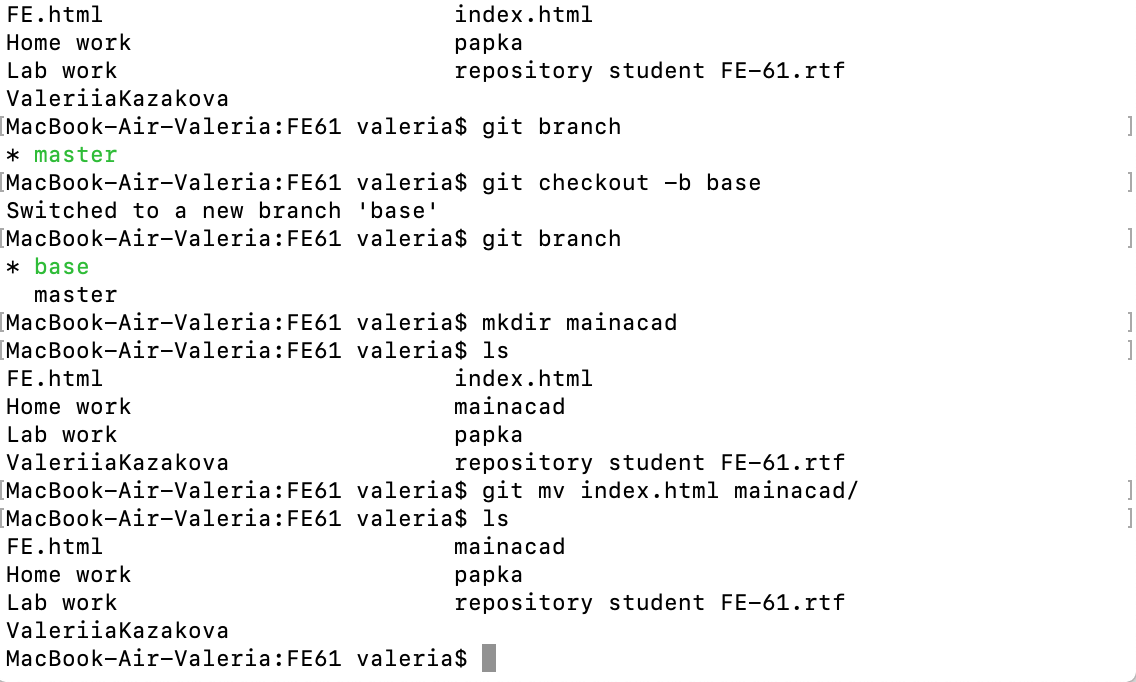 FE.html index.html
Home work papka
Lab work repository student FE-61.rtf
ValeriiaKazakova
[MacBook-Air-Valeria:FE61 valeria$ git branch ]
* master
[MacBook-Air-Valeria:FE61 valeria$ git checkout -b base ]
Switched to a new branch 'base'
[MacBook-Air-Valeria:FE61 valeria$ git branch ]
* base
master
[MacBook-Air-Valeria:FE61 valeria$ mkdir mainacad ]
[MacBook-Air-Valeria:FE61 valeria$ ls ]
FE.html index.html
Home work mainacad
Lab work papka
ValeriiaKazakova repository student FE-61.rtf
[MacBook-Air-Valeria:FE61 valeria$ git mv index.html mainacad/ ]
[MacBook-Air-Valeria:FE61 valeria$ ls ]
FE.html mainacad
Home work papka
Lab work repository student FE-61.rtf
ValeriiaKazakova
MacBook-Air-Valeria:FE61 valeria$